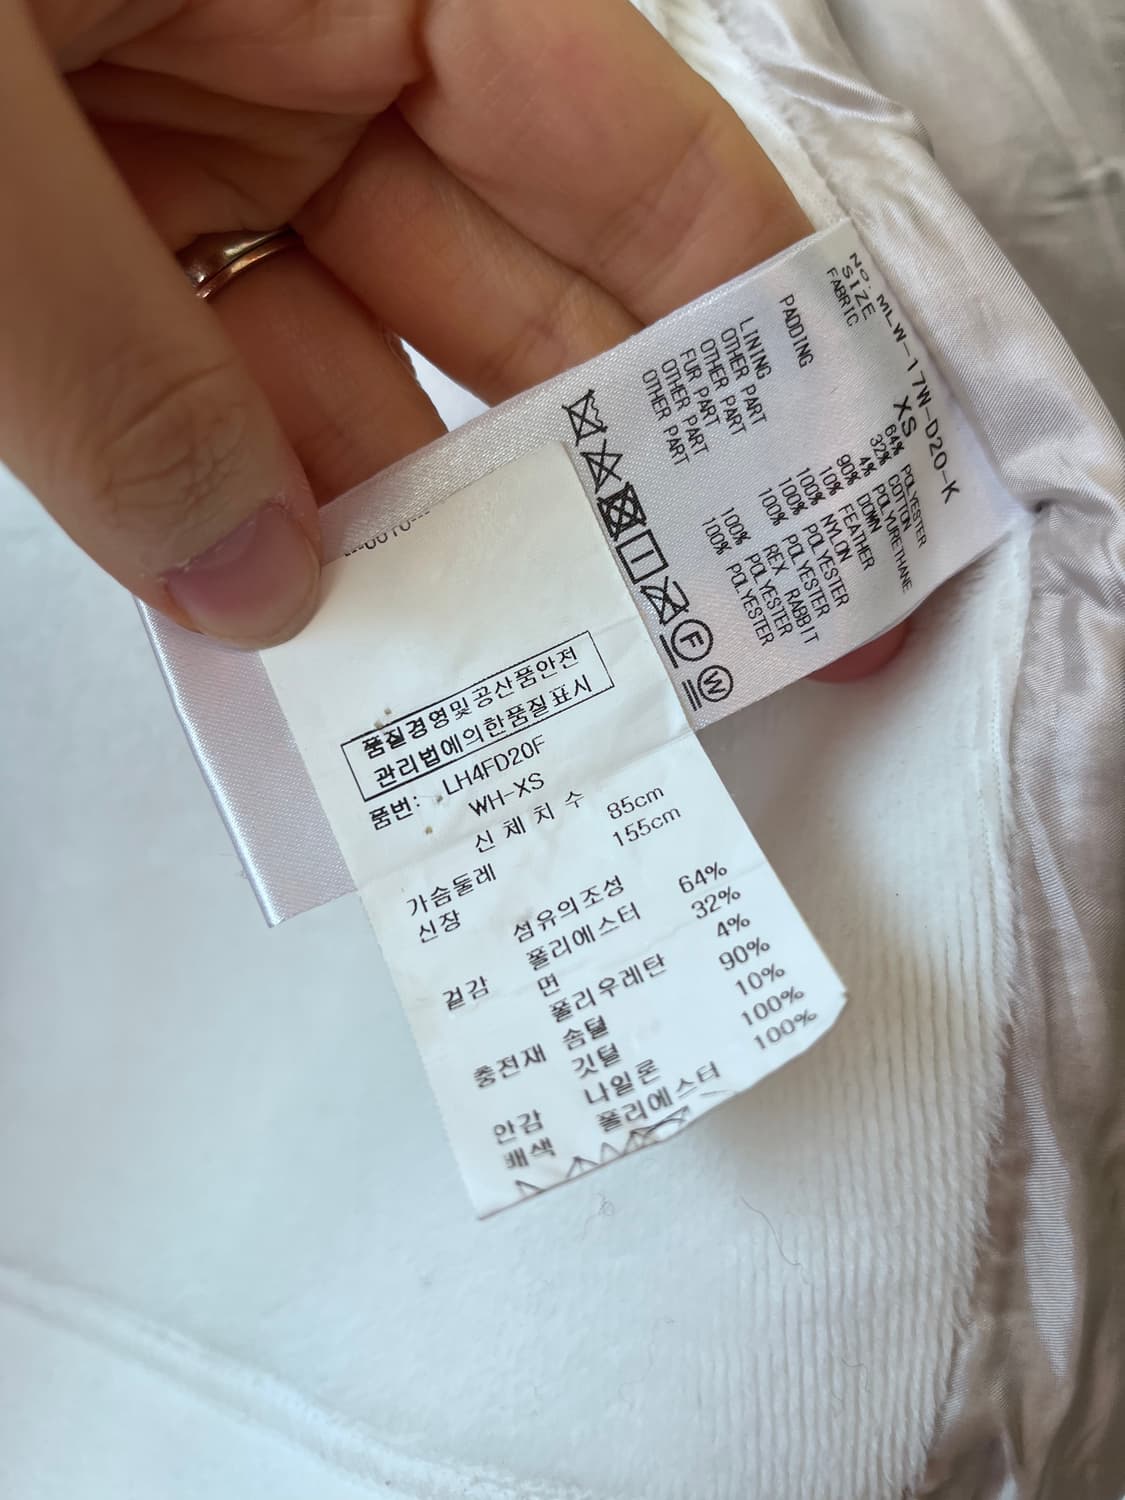 No. MLW-17W-D20-K
SIZE XS
FABRIC 64% POLYESTER
32% COTTON
4% POLYURETHANE
PADDING 90% DOWN
10% FEATHER
LINING 100% NYLON
OTHER PART 100% POLYESTER
OTHER PART 100% POLYESTER
FUR PART REX RABBIT
OTHER PART 100% POLYESTER
OTHER PART 100% POLYESTER
F
W
품질경영및공산품안전
관리법에의한품질표시
품번: LH4FD20F
WH-XS
신 체 치 수
가슴둘레 85cm
신장 155cm
섬유의조성
겉감 폴리에스터 64%
면 32%
폴리우레탄 4%
충전재 솜털 90%
깃털 10%
안감 나일론 100%
배색 폴리에스터 100%